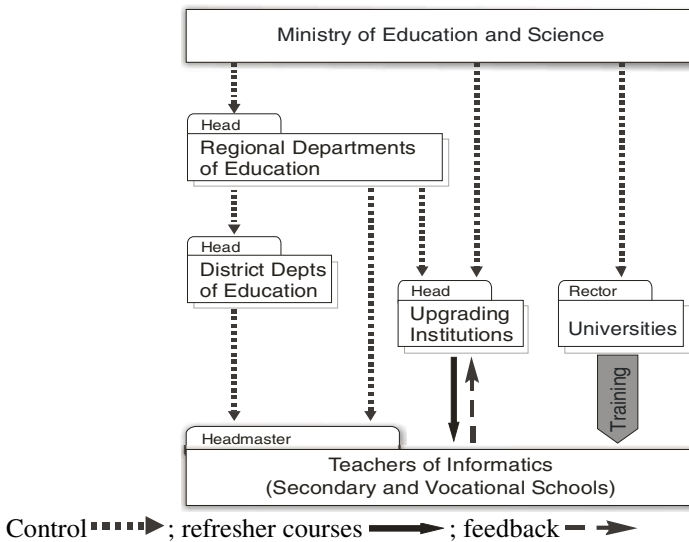 Ministry of Education and Science
Head
Regional Departments
of Education
Head
District Depts
of Education
Head
Upgrading
Institutions
Rector
Universities
Training
Headmaster
Teachers of Informatics
(Secondary and Vocational Schools)
Control ; refresher courses ; feedback